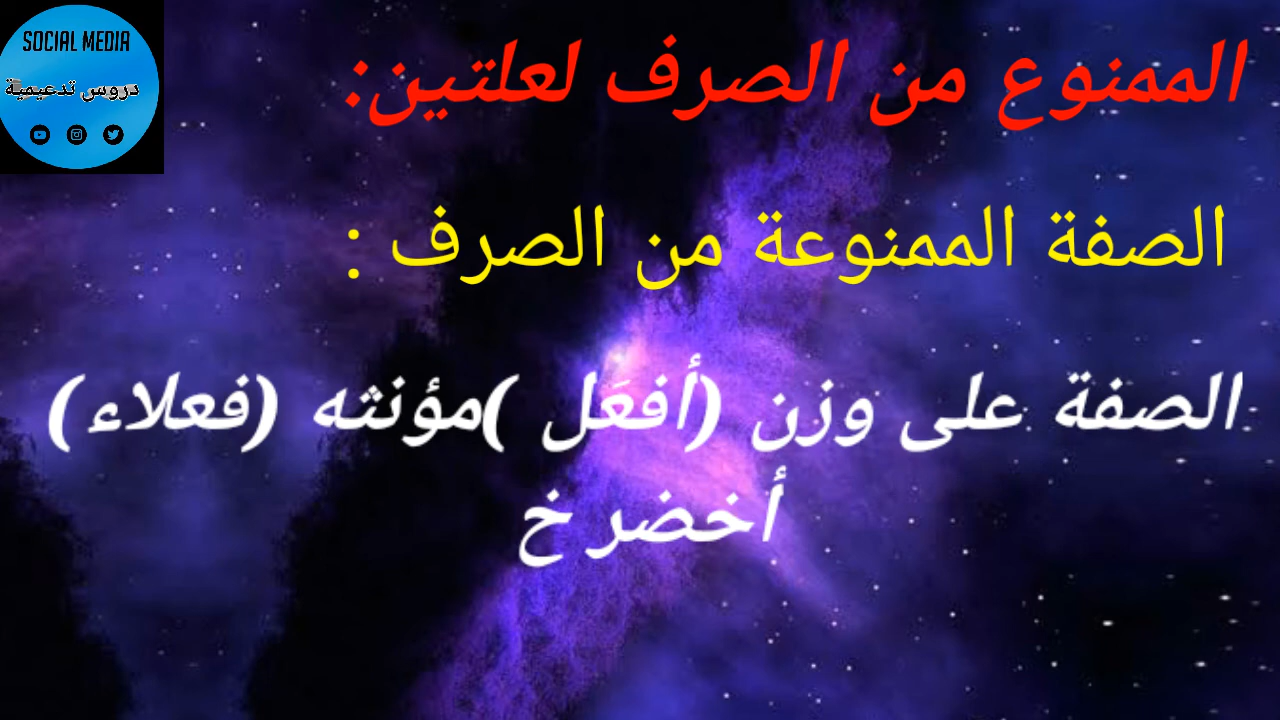 SOCIAL MEDIA
دروس تدعيمية
الممنوع من الصرف لعلتين:
الصفة الممنوعة من الصرف :
الصفة على وزن (أفعَل )مؤنثه (فعلاء)
أخضر خ